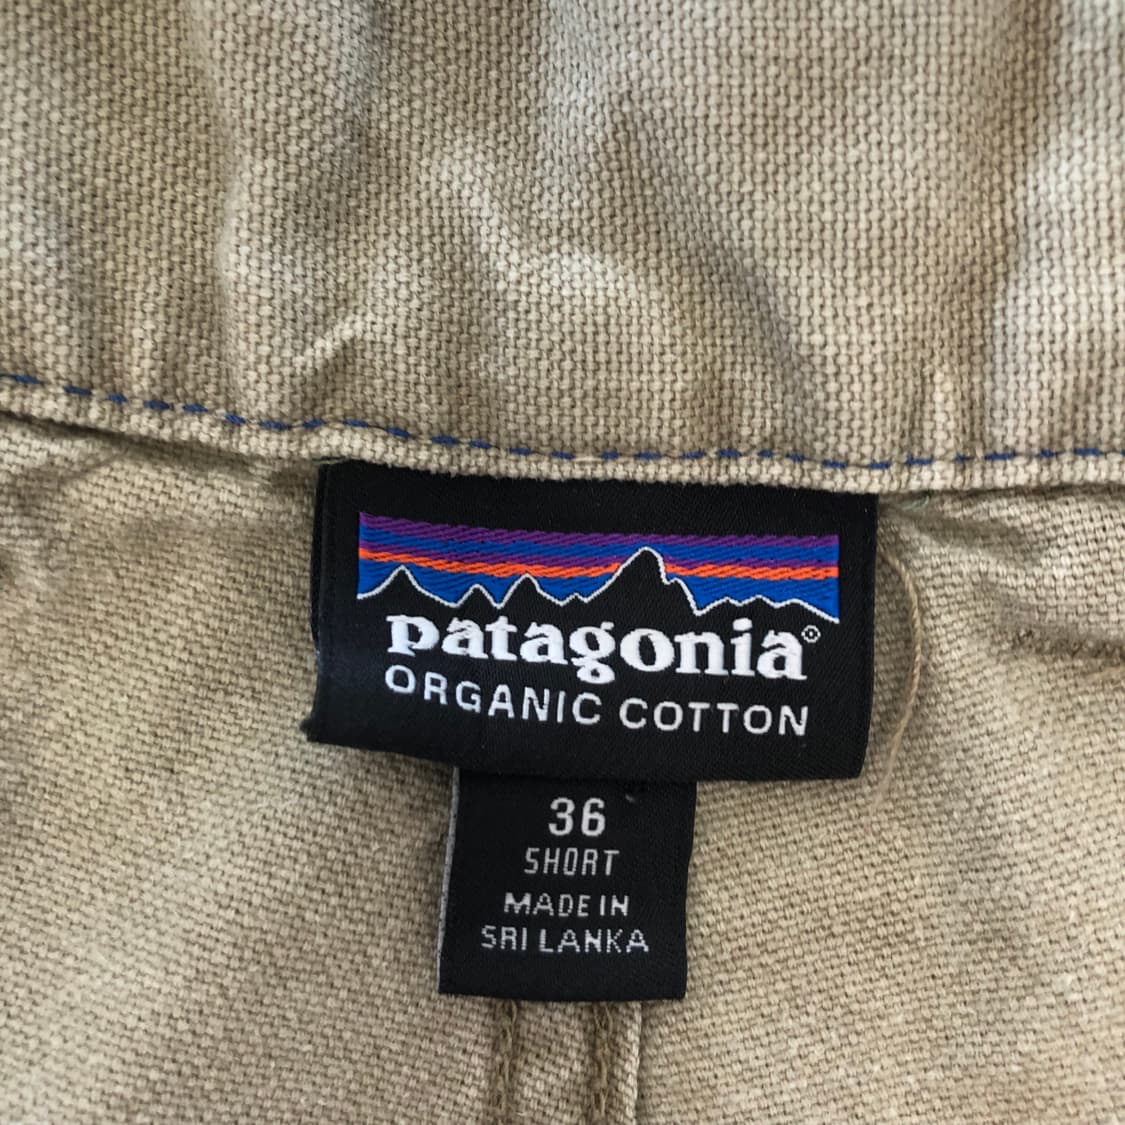 patagonia®
ORGANIC COTTON
36
SHORT
MADE IN
SRI LANKA